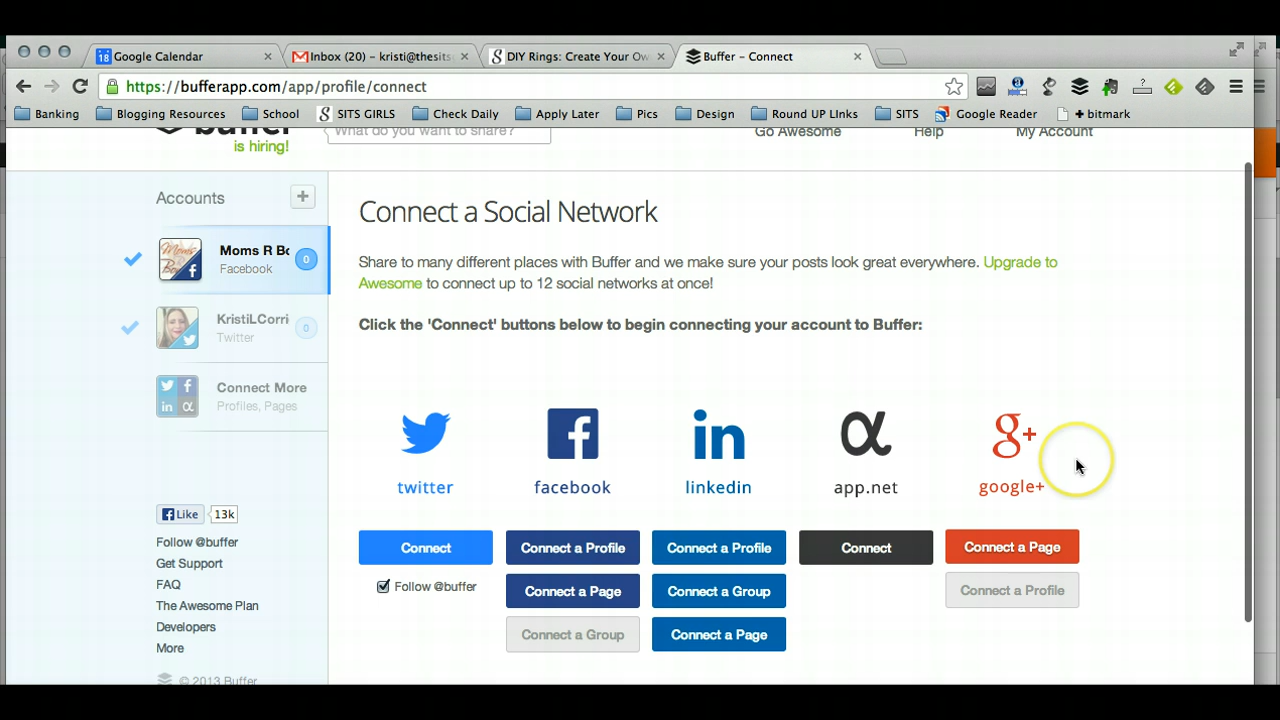 18 Google Calendar
Inbox (20) - kristi@thesits
DIY Rings: Create Your Ow
Buffer - Connect
https://bufferapp.com/app/profile/connect
Banking
Blogging Resources
School
SITS GIRLS
Check Daily
Apply Later
Pics
Design
Round UP LInks
SITS
Google Reader
+ bitmark
buffer
is hiring!
What do you want to share?
Go Awesome
Help
My Account
Accounts
+
Moms R Bo
Facebook
0
KristiLCorri
Twitter
0
Connect More
Profiles, Pages
Like
13k
Follow @buffer
Get Support
FAQ
The Awesome Plan
Developers
More
© 2013 Buffer
Connect a Social Network
Share to many different places with Buffer and we make sure your posts look great everywhere. Upgrade to
Awesome to connect up to 12 social networks at once!
Click the 'Connect' buttons below to begin connecting your account to Buffer:
twitter
facebook
in
linkedin
app.net
g+
google+
Connect
Connect a Profile
Connect a Profile
Connect
Connect a Page
Follow @buffer
Connect a Page
Connect a Group
Connect a Profile
Connect a Group
Connect a Page